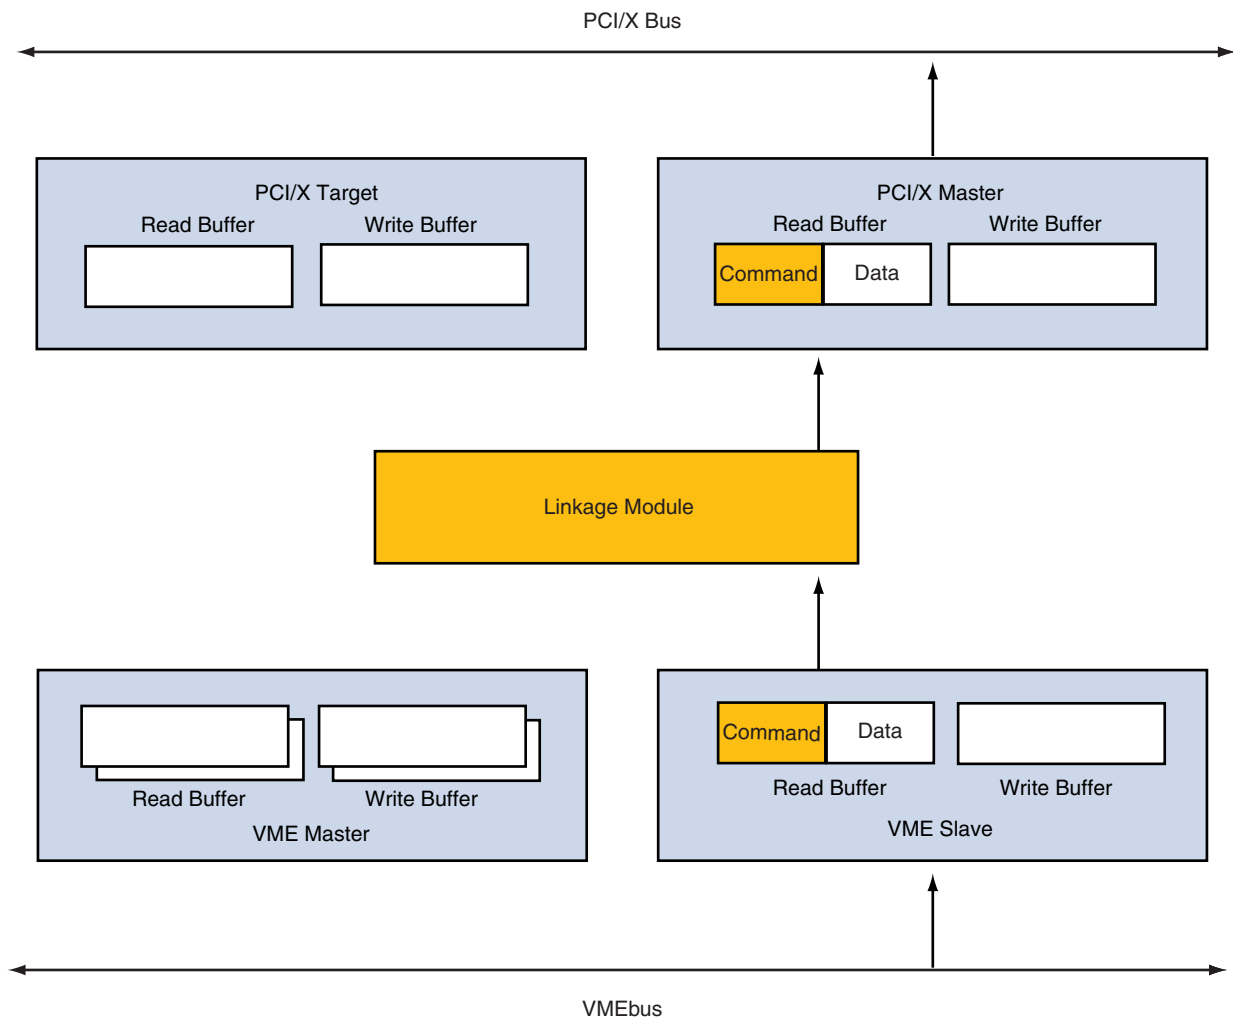 PCI/X Bus
PCI/X Target
Read Buffer
Write Buffer
PCI/X Master
Read Buffer
Write Buffer
Command
Data
Linkage Module
Read Buffer
Write Buffer
VME Master
Command
Data
Read Buffer
Write Buffer
VME Slave
VMEbus